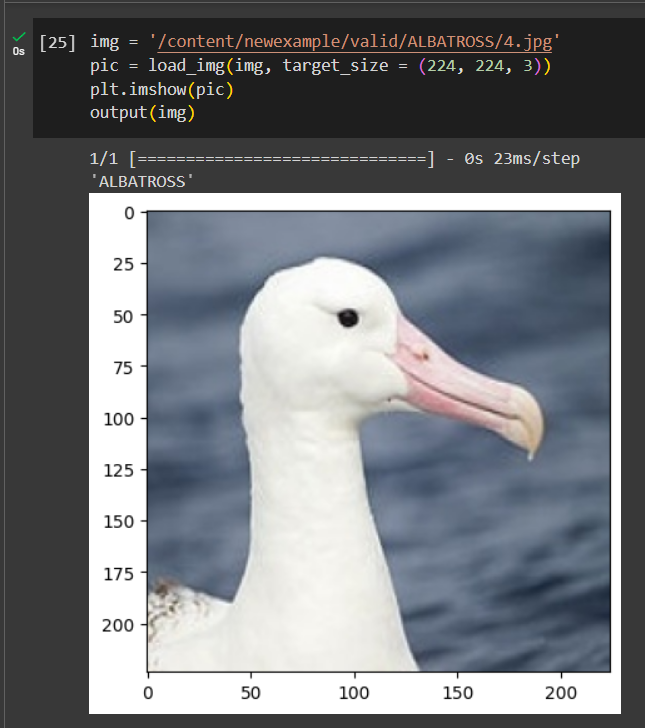 [25] img = '/content/newexample/valid/ALBATROSS/4.jpg'
0s pic = load_img(img, target_size = (224, 224, 3))
plt.imshow(pic)
output(img)
1/1 [==============================] - 0s 23ms/step
'ALBATROSS'
0
25
50
75
100
125
150
175
200
0 50 100 150 200